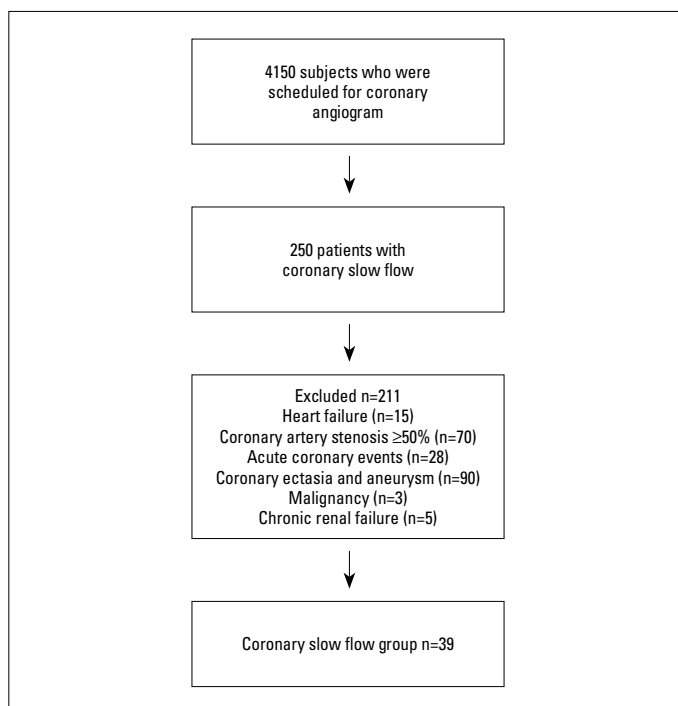 4150 subjects who were
scheduled for coronary
angiogram
250 patients with
coronary slow flow
Excluded n=211
Heart failure (n=15)
Coronary artery stenosis ≥50% (n=70)
Acute coronary events (n=28)
Coronary ectasia and aneurysm (n=90)
Malignancy (n=3)
Chronic renal failure (n=5)
Coronary slow flow group n=39